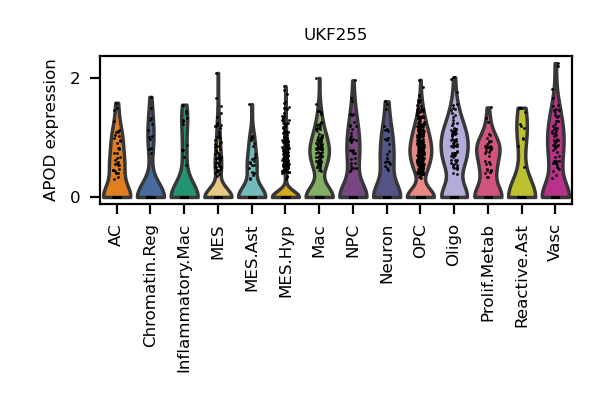 UKF255
APOD expression
2
0
AC
Chromatin.Reg
Inflammatory.Mac
MES
MES.Ast
MES.Hyp
Mac
NPC
Neuron
OPC
Oligo
Prolif.Metab
Reactive.Ast
Vasc